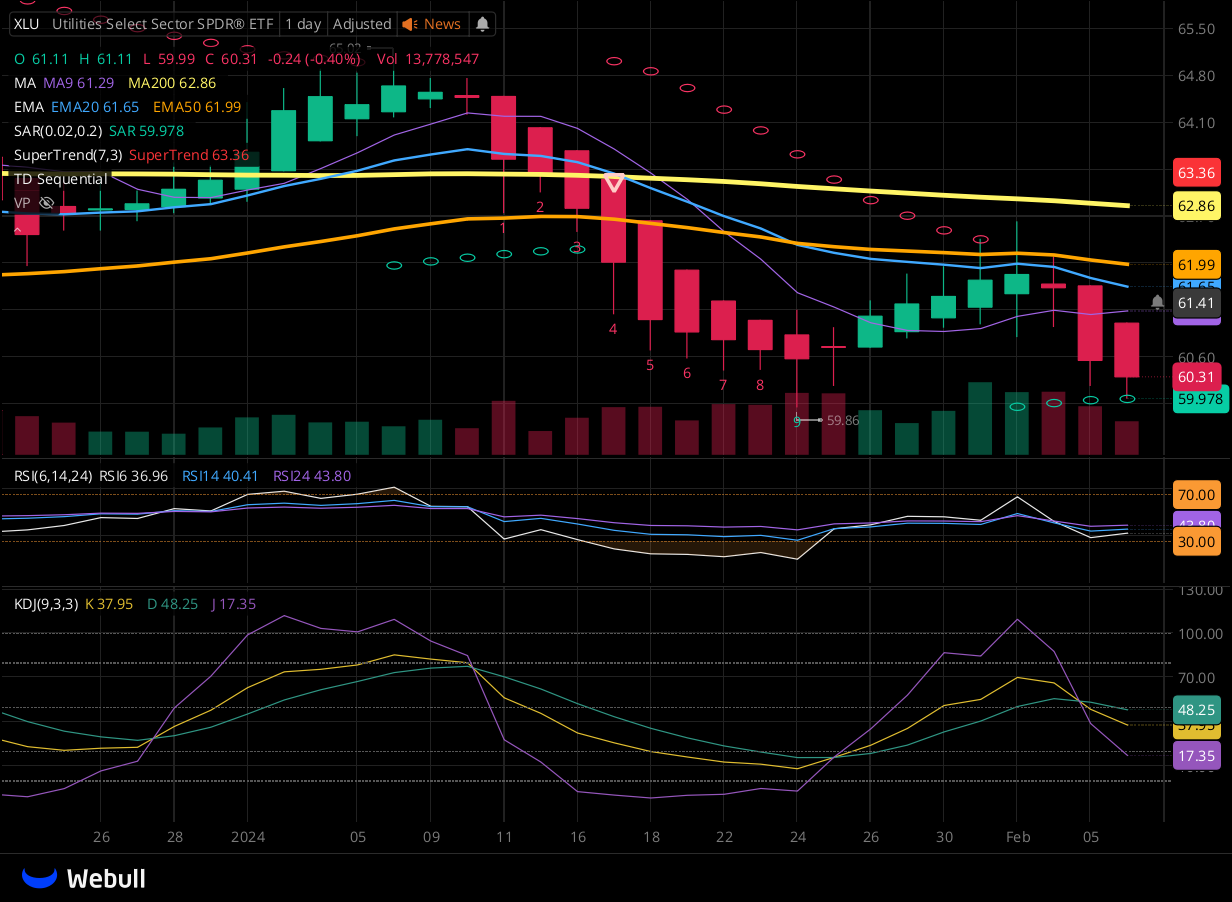 XLU Utilities Select Sector SPDR® ETF 1 day Adjusted News
O 61.11 H 61.11 L 59.99 C 60.31 -0.24 (-0.40%) Vol 13,778,547
MA MA9 61.29 MA200 62.86
EMA EMA20 61.65 EMA50 61.99
SAR(0.02,0.2) SAR 59.978
SuperTrend(7,3) SuperTrend 63.36
TD Sequential
VP
65.50
64.80
64.10
63.36
62.86
61.99
61.65
61.41
60.60
60.31
59.978
1
2
3
4
5
6
7
8
9
59.86
RSI(6,14,24) RSI6 36.96 RSI14 40.41 RSI24 43.80
70.00
43.80
30.00
KDJ(9,3,3) K 37.95 D 48.25 J 17.35
130.00
100.00
70.00
48.25
37.95
17.35
26 28 2024 05 09 11 16 18 22 24 26 30 Feb 05
Webull